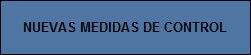 NUEVAS MEDIDAS DE CONTROL